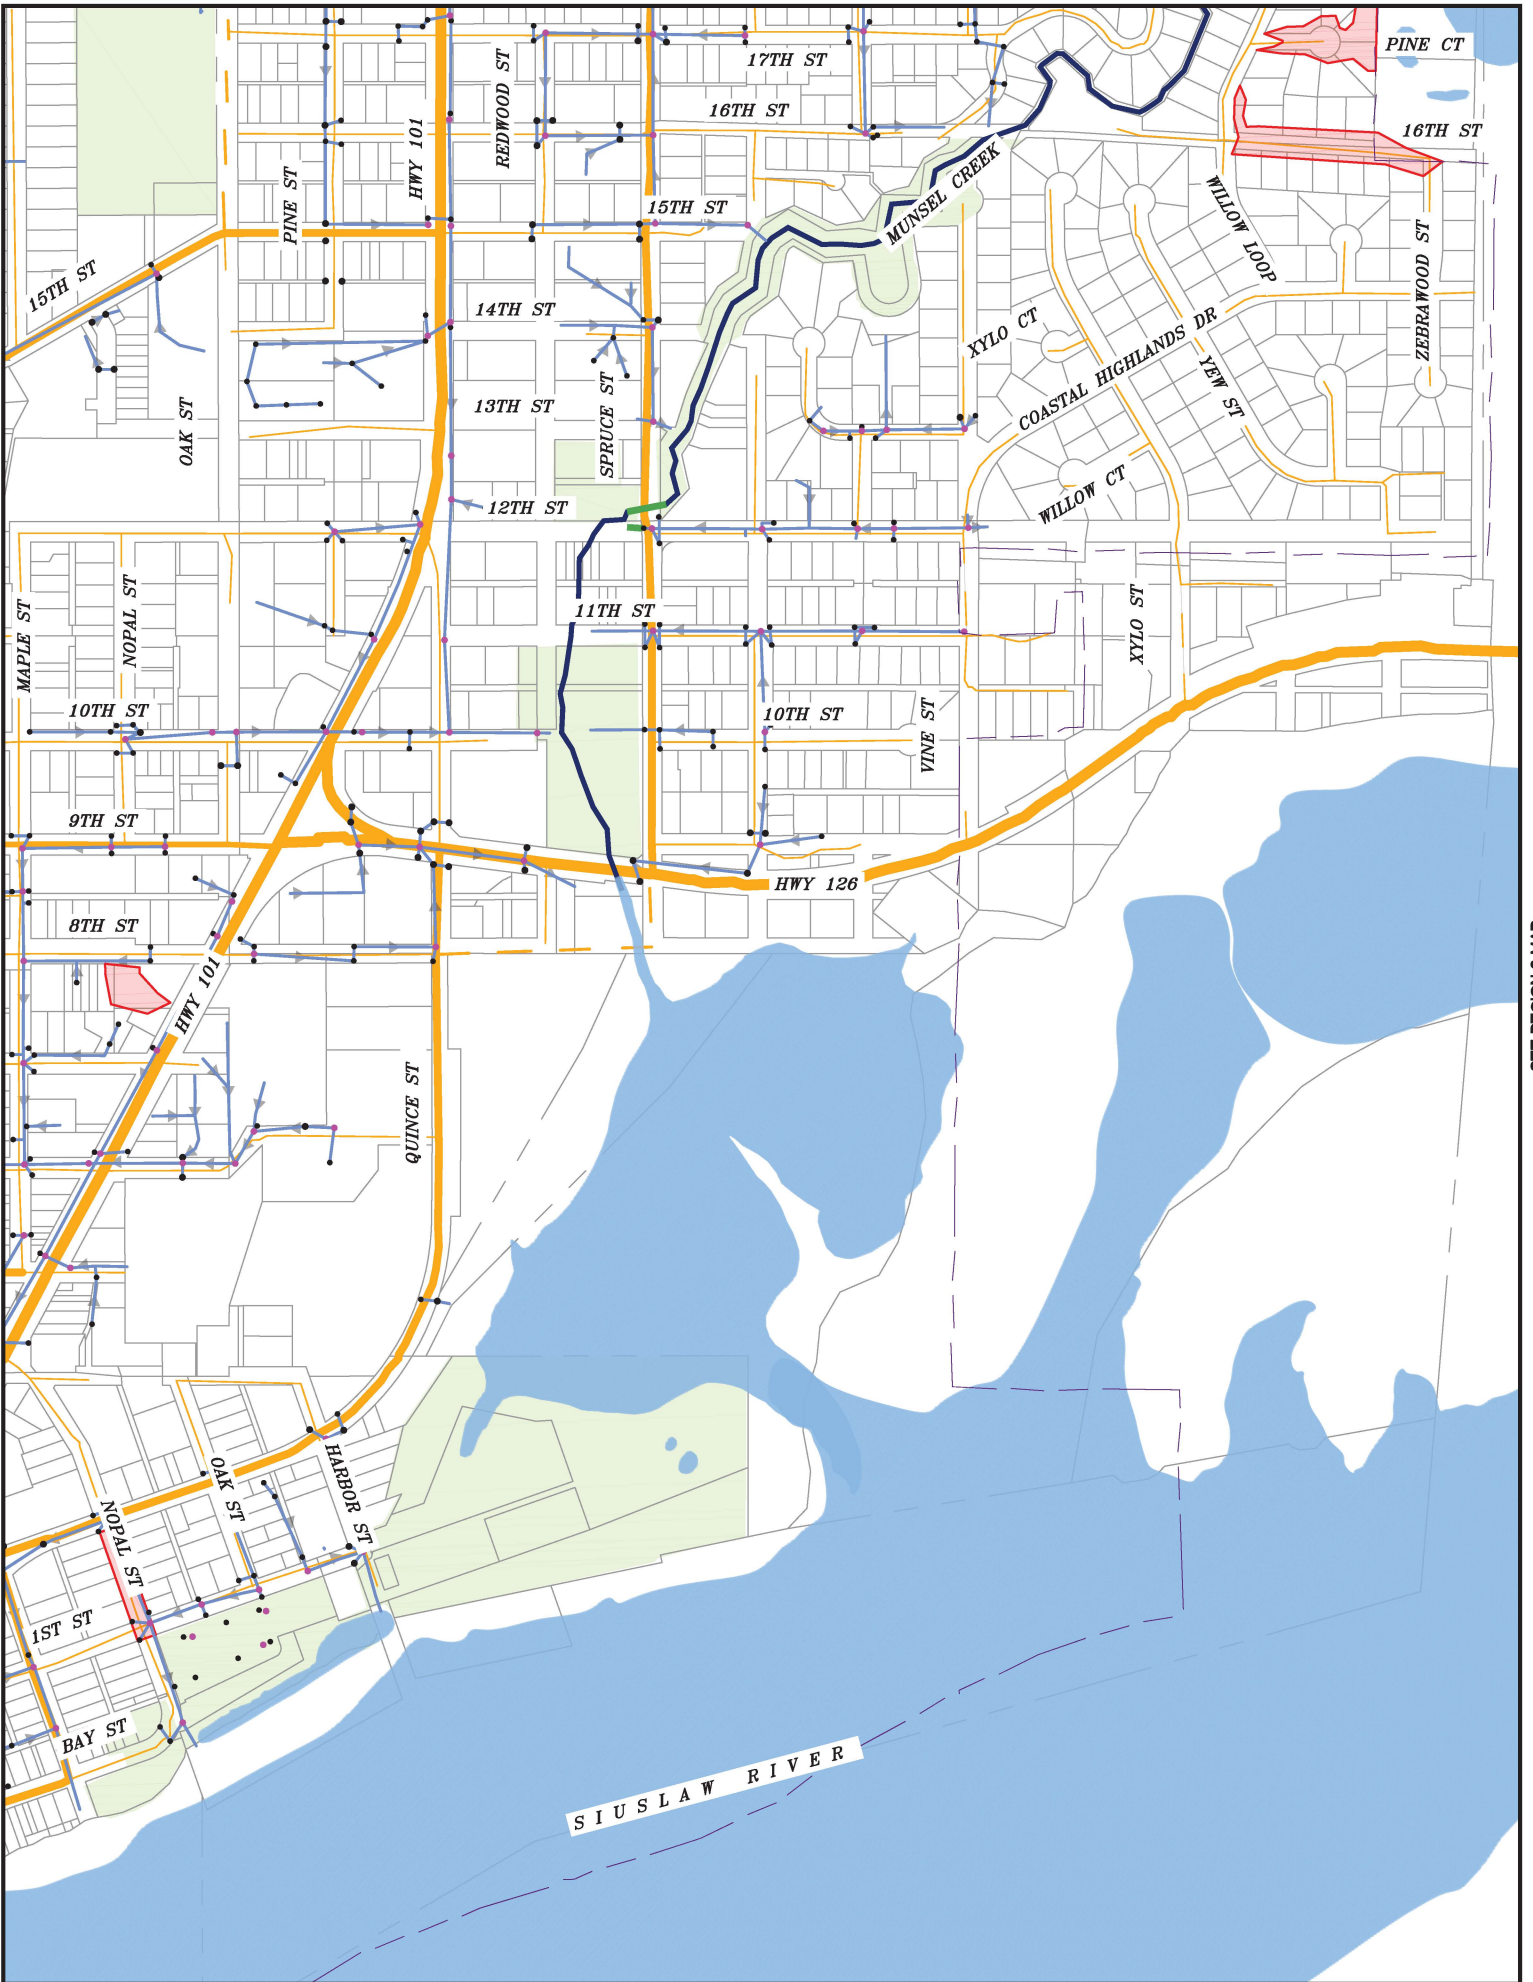 PINE CT
17TH ST
REDWOOD ST
16TH ST
16TH ST
HWY 101
MUNSEL CREEK
PINE ST
15TH ST
WILLOW LOOP
15TH ST
ZEBRAWOOD ST
14TH ST
XYLO CT
COASTAL HIGHLANDS DR
YEW ST
13TH ST
SPRUCE ST
OAK ST
WILLOW CT
12TH ST
MAPLE ST
NOPAL ST
11TH ST
XYLO ST
10TH ST
10TH ST
VINE ST
9TH ST
HWY 126
8TH ST
HWY 101
QUINCE ST
OAK ST
HARBOR ST
NOPAL ST
1ST ST
BAY ST
SIUSLAW RIVER